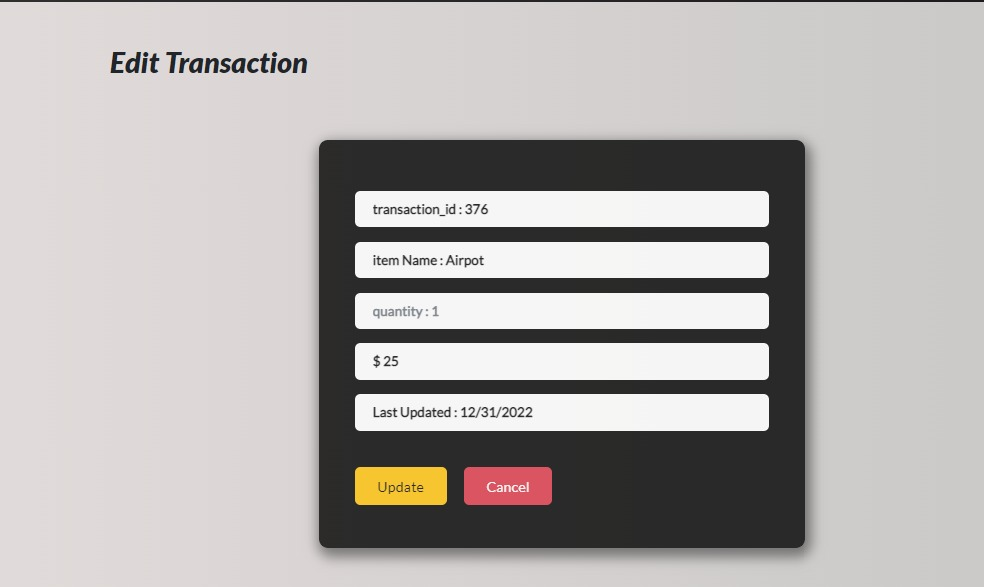 Edit Transaction
transaction_id : 376
item Name : Airpot
quantity : 1
$ 25
Last Updated : 12/31/2022
Update
Cancel